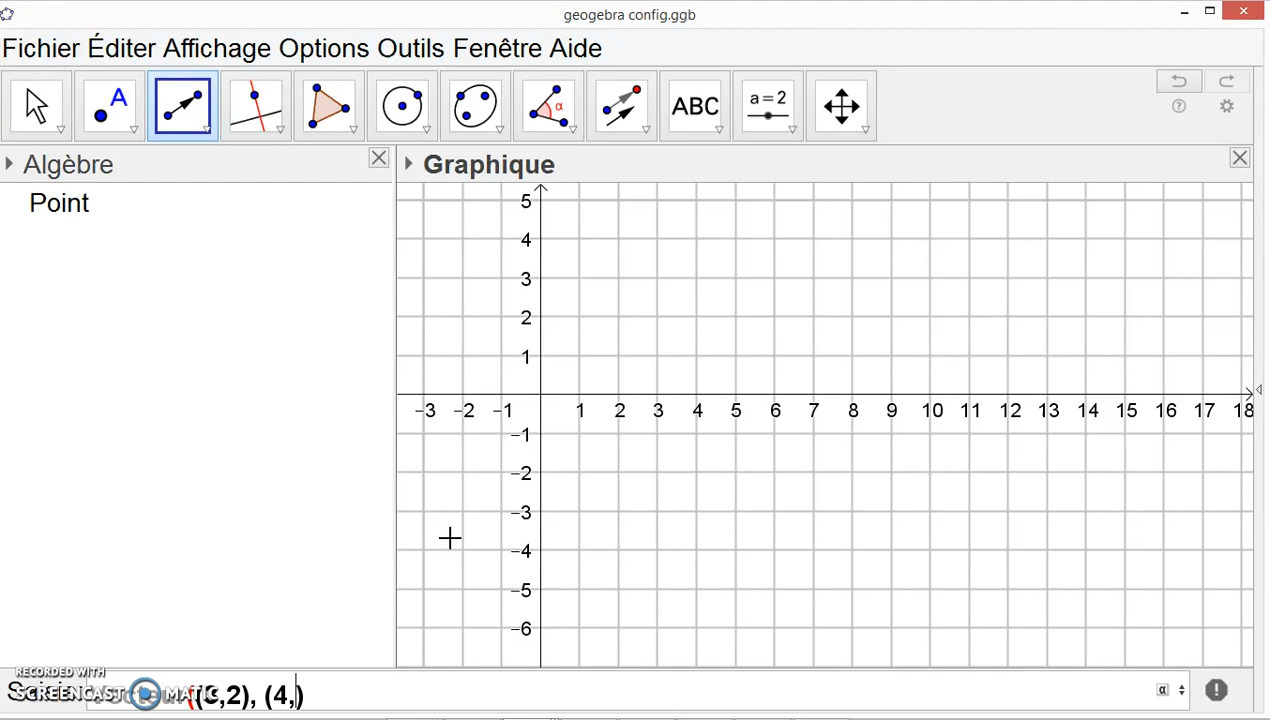 geogebra config.ggb
Fichier Éditer Affichage Options Outils Fenêtre Aide
A
α
ABC
a=2
Algèbre
Graphique
Point
5
4
3
2
1
−3 −2 −1 1 2 3 4 5 6 7 8 9 10 11 12 13 14 15 16 17 18
−1
−2
−3
−4
−5
−6
RECORDED WITH
SCREENCAST MATIC
,2), (4,)
α